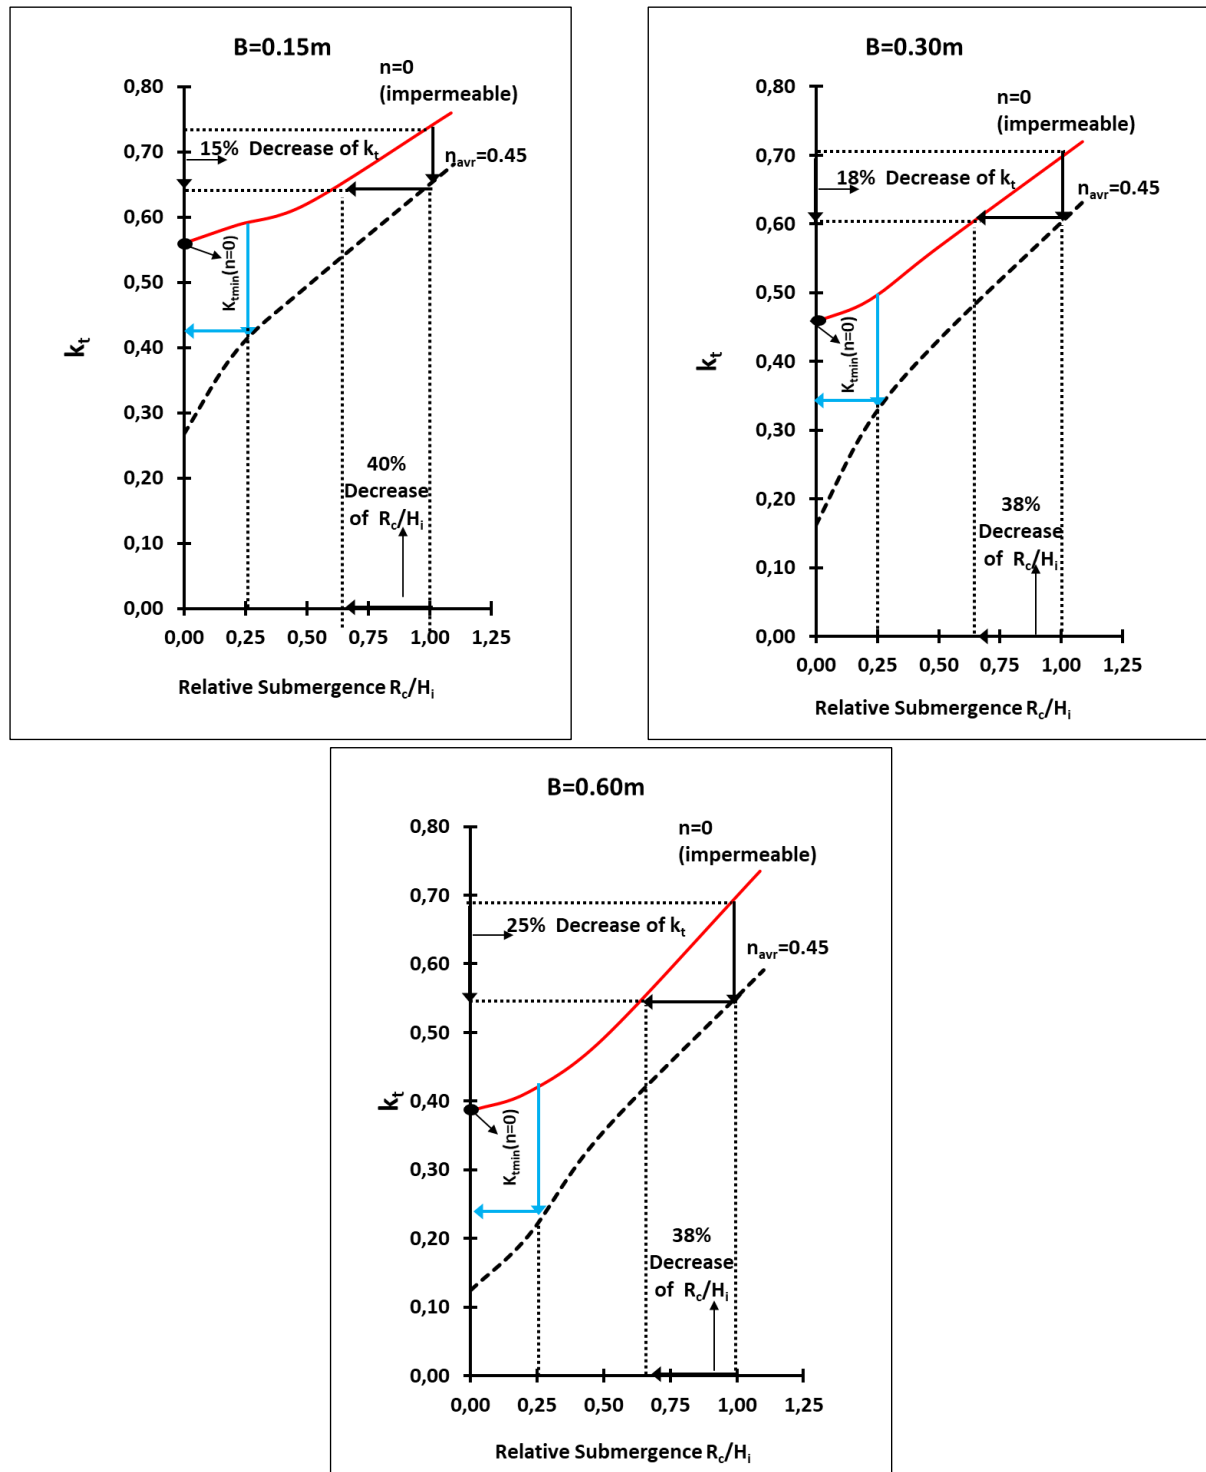 B=0.15m
n=0
(impermeable)
0,80
15% Decrease of kt
navr=0.45
0,70
0,60
Ktmin(n=0)
0,50
kt
0,40
0,30
0,20
40%
Decrease
of Rc/Hi
0,10
0,00
0,00 0,25 0,50 0,75 1,00 1,25
Relative Submergence Rc/Hi
B=0.30m
n=0
(impermeable)
0,80
0,70
18% Decrease of kt
navr=0.45
0,60
0,50
Ktmin(n=0)
kt
0,40
0,30
0,20
38%
Decrease
of Rc/Hi
0,10
0,00
0,00 0,25 0,50 0,75 1,00 1,25
Relative Submergence Rc/Hi
B=0.60m
n=0
(impermeable)
0,80
0,70
25% Decrease of kt
navr=0.45
0,60
0,50
kt
0,40
Ktmin(n=0)
0,30
0,20
38%
Decrease
of Rc/Hi
0,10
0,00
0,00 0,25 0,50 0,75 1,00 1,25
Relative Submergence Rc/Hi